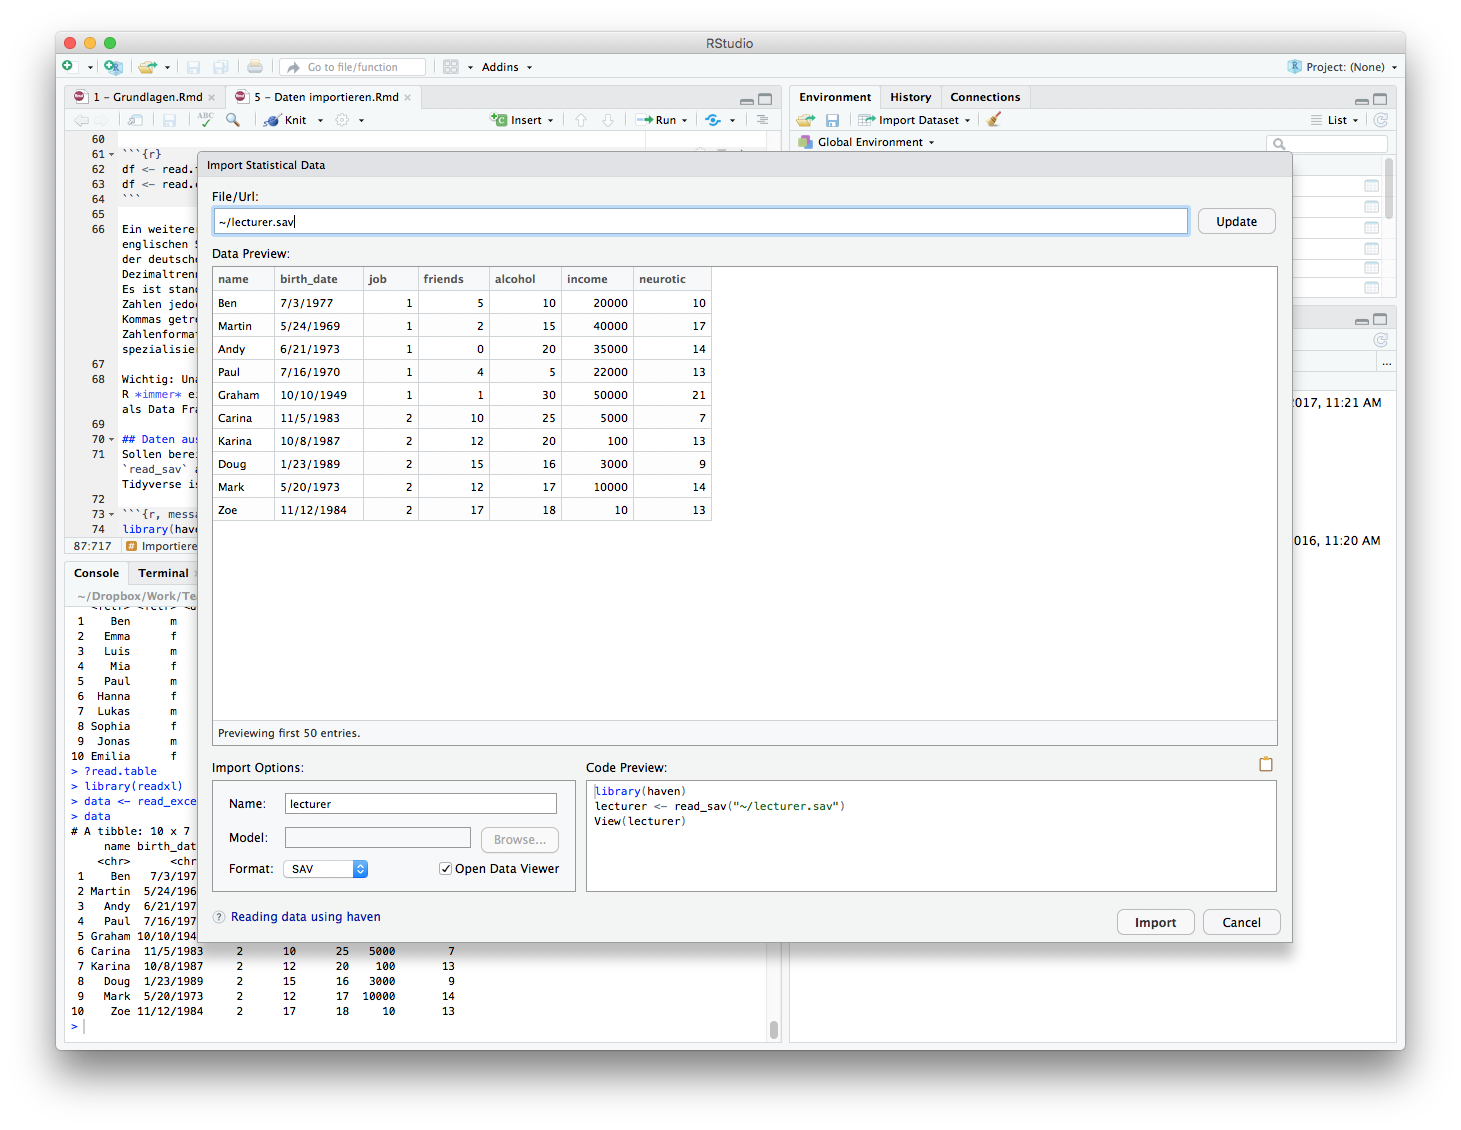 RStudio
Go to file/function
Addins
Project: (None)
1 - Grundlagen.Rmd
5 - Daten importieren.Rmd
ABC
Knit
Insert
Run
Environment
History
Connections
Import Dataset
List
Global Environment
60
61 ```{r}
62 df <- read.
63 df <- read.
64 ```
65
66 Ein weitere
englischen S
der deutsche
Dezimaltren
Es ist stand
Zahlen jedo
Kommas getr
Zahlenforma
spezialisie
67
68 Wichtig: Una
R *immer* e
als Data Fra
69
70 ## Daten aus
71 Sollen bere
`read_sav` a
Tidyverse is
72
73 ```{r, messa
74 library(have
87:717
Importiere
Import Statistical Data
File/Url:
~/lecturer.sav
Update
Data Preview:
name birth_date job friends alcohol income neurotic
Ben 7/3/1977 1 5 10 20000 10
Martin 5/24/1969 1 2 15 40000 17
Andy 6/21/1973 1 0 20 35000 14
Paul 7/16/1970 1 4 5 22000 13
Graham 10/10/1949 1 1 30 50000 21
Carina 11/5/1983 2 10 25 5000 7
Karina 10/8/1987 2 12 20 100 13
Doug 1/23/1989 2 15 16 3000 9
Mark 5/20/1973 2 12 17 10000 14
Zoe 11/12/1984 2 17 18 10 13
Previewing first 50 entries.
Import Options:
Name: lecturer
Model:
Browse...
Format: SAV
Open Data Viewer
Code Preview:
library(haven)
lecturer <- read_sav("~/lecturer.sav")
View(lecturer)
? Reading data using haven
Import
Cancel
...
017, 11:21 AM
016, 11:20 AM
Console
Terminal
~/Dropbox/Work/Te
1 Ben m
2 Emma f
3 Luis m
4 Mia f
5 Paul m
6 Hanna f
7 Lukas m
8 Sophia f
9 Jonas m
10 Emilia f
> ?read.table
> library(readxl)
> data <- read_exce
> data
# A tibble: 10 x 7
name birth_dat
<chr> <chr
1 Ben 7/3/197
2 Martin 5/24/196
3 Andy 6/21/197
4 Paul 7/16/197
5 Graham 10/10/194
6 Carina 11/5/1983 2 10 25 5000 7
7 Karina 10/8/1987 2 12 20 100 13
8 Doug 1/23/1989 2 15 16 3000 9
9 Mark 5/20/1973 2 12 17 10000 14
10 Zoe 11/12/1984 2 17 18 10 13
>